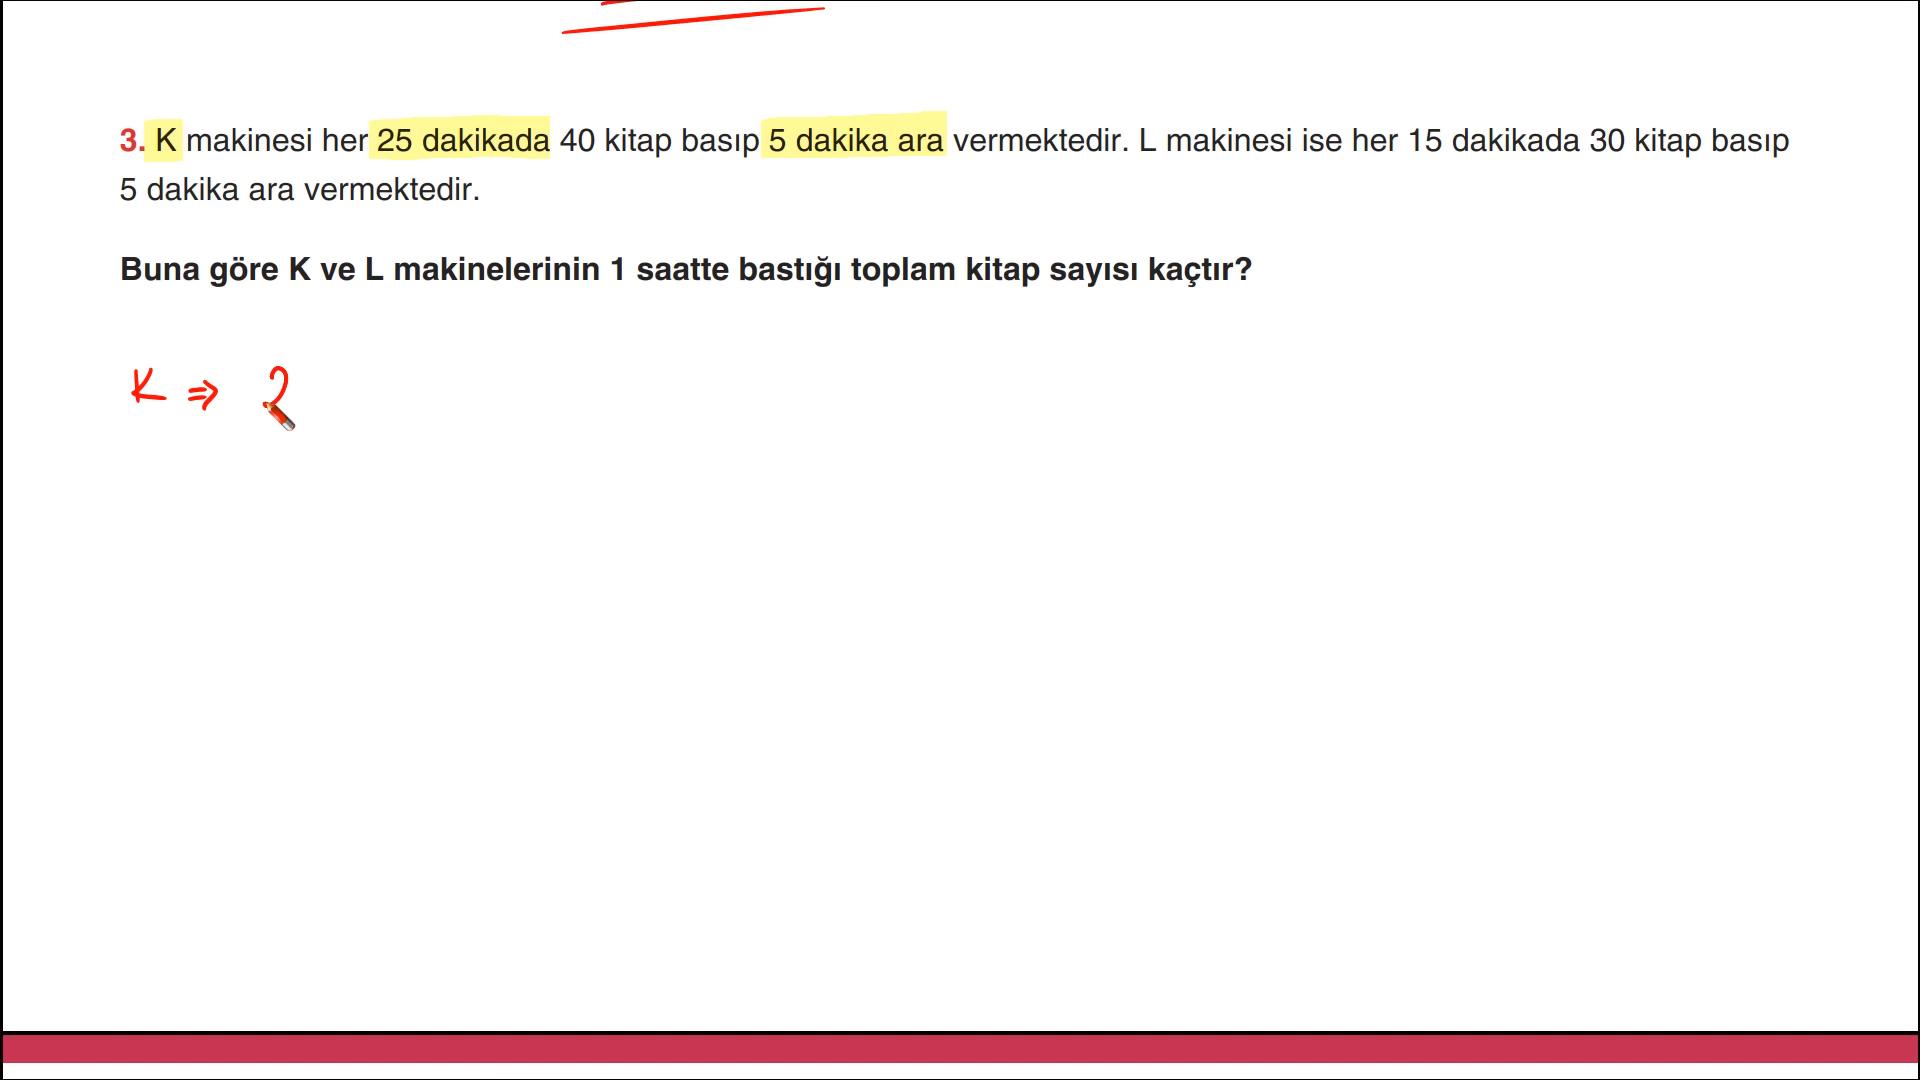 3. K makinesi her 25 dakikada 40 kitap basıp 5 dakika ara vermektedir. L makinesi ise her 15 dakikada 30 kitap basıp
5 dakika ara vermektedir.
Buna göre K ve L makinelerinin 1 saatte bastığı toplam kitap sayısı kaçtır?
K ⇒ 2